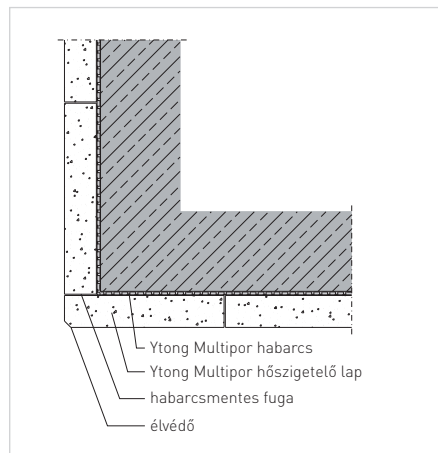 Ytong Multipor habarcs
Ytong Multipor hőszigetelő lap
habarcsmentes fuga
élvédő